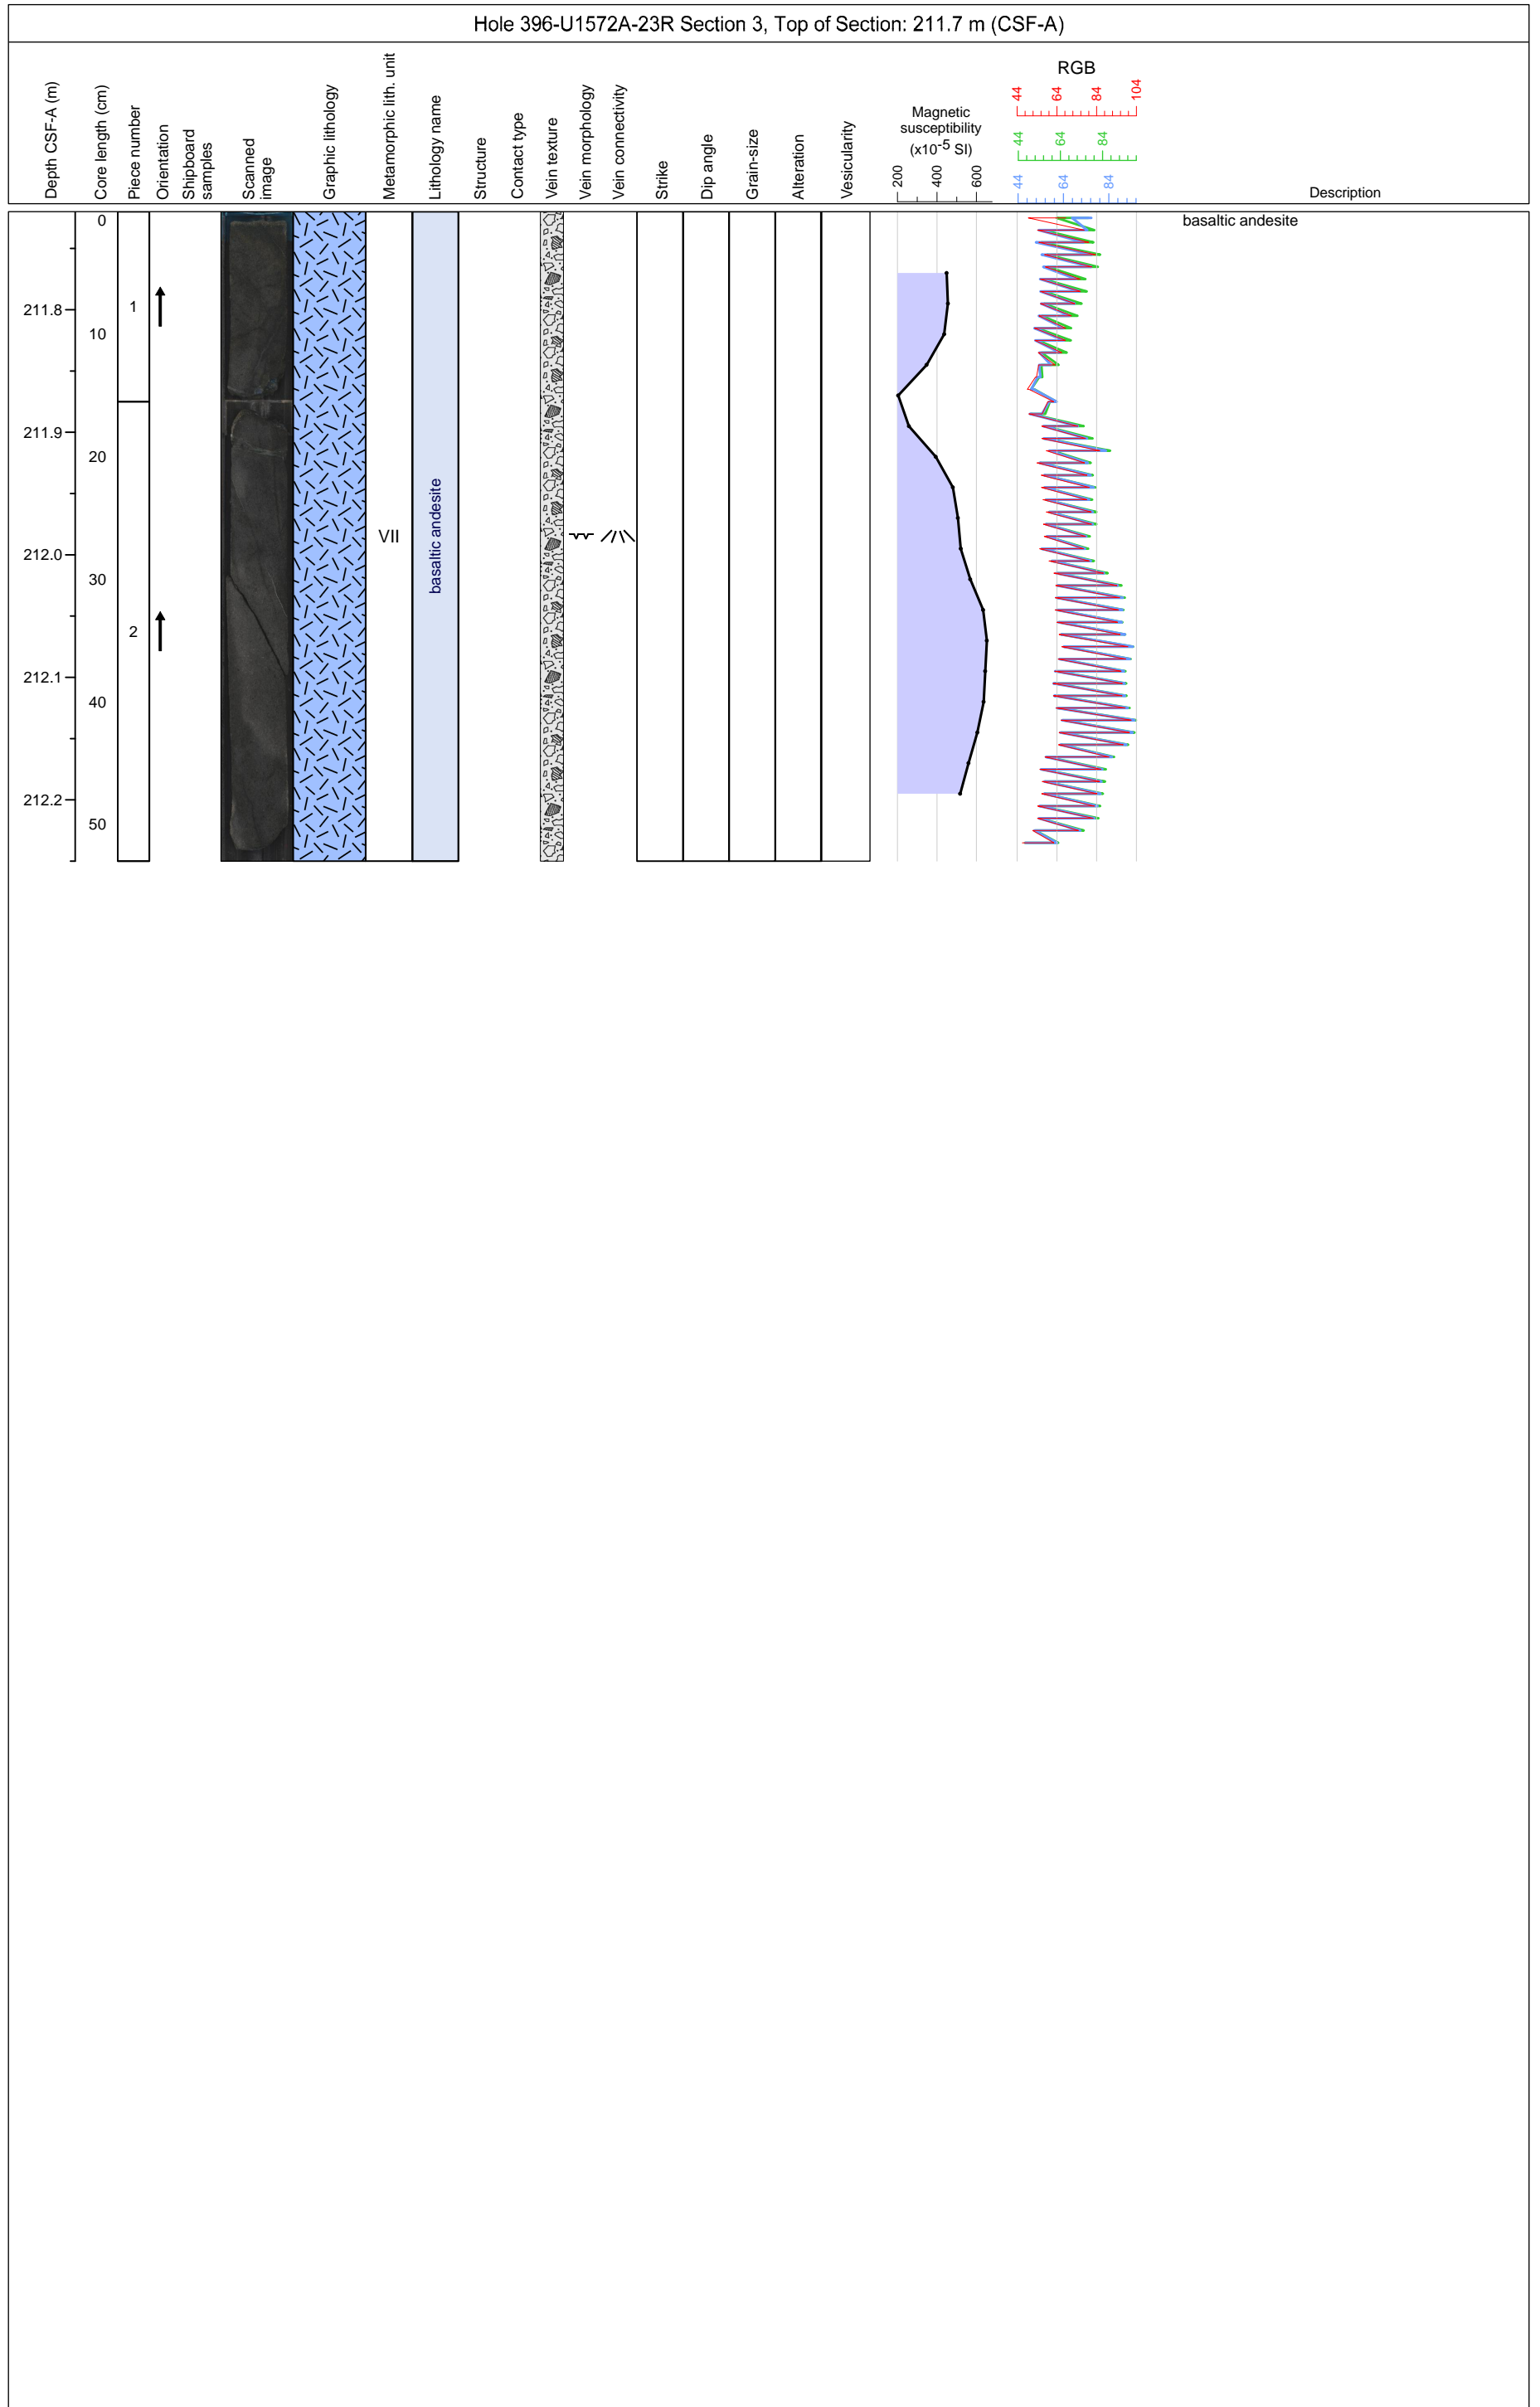 Hole 396-U1572A-23R Section 3, Top of Section: 211.7 m (CSF-A)
Depth CSF-A (m)
Core length (cm)
Piece number
Orientation
Shipboard
samples
Scanned
image
Graphic lithology
Metamorphic lith. unit
Lithology name
Structure
Contact type
Vein texture
Vein morphology
Vein connectivity
Strike
Dip angle
Grain-size
Alteration
Vesicularity
Magnetic
susceptibility
(x10-5 SI)
200 400 600
RGB
44 64 84 104
44 64 84
44 64 84
Description
0
10
20
30
40
50
211.8
211.9
212.0
212.1
212.2
1
2
VII
basaltic andesite
basaltic andesite